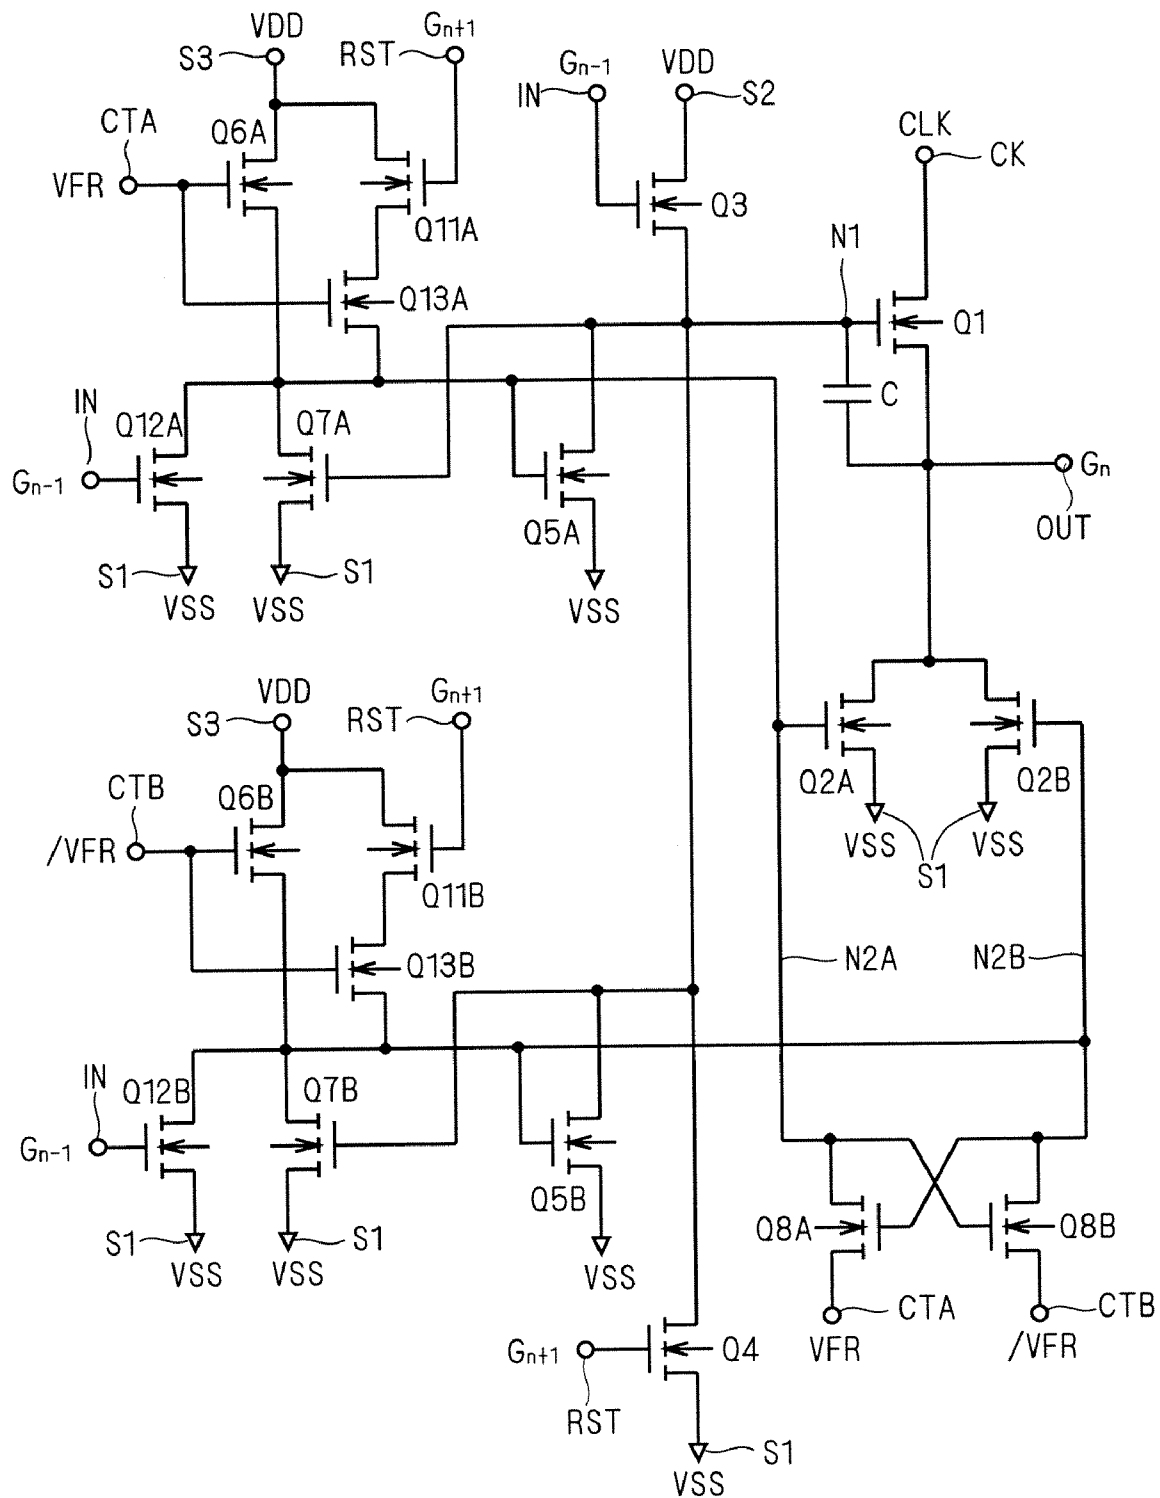 VDD
Gn+1
S3
RST
Gn-1
VDD
IN
S2
CTA
Q6A
CLK
CK
VFR
Q11A
Q3
N1
Q13A
Q1
IN
Q12A
Q7A
C
Gn-1
Gn
Q5A
OUT
S1
S1
VSS
VSS
VSS
VDD
Gn+1
S3
RST
CTB
Q6B
Q2A
Q2B
/VFR
VSS
VSS
S1
Q11B
Q13B
N2A
N2B
IN
Q12B
Q7B
Gn-1
Q5B
Q8A
Q8B
S1
S1
VSS
VSS
VSS
CTA
CTB
VFR
/VFR
Gn+1
Q4
RST
S1
VSS